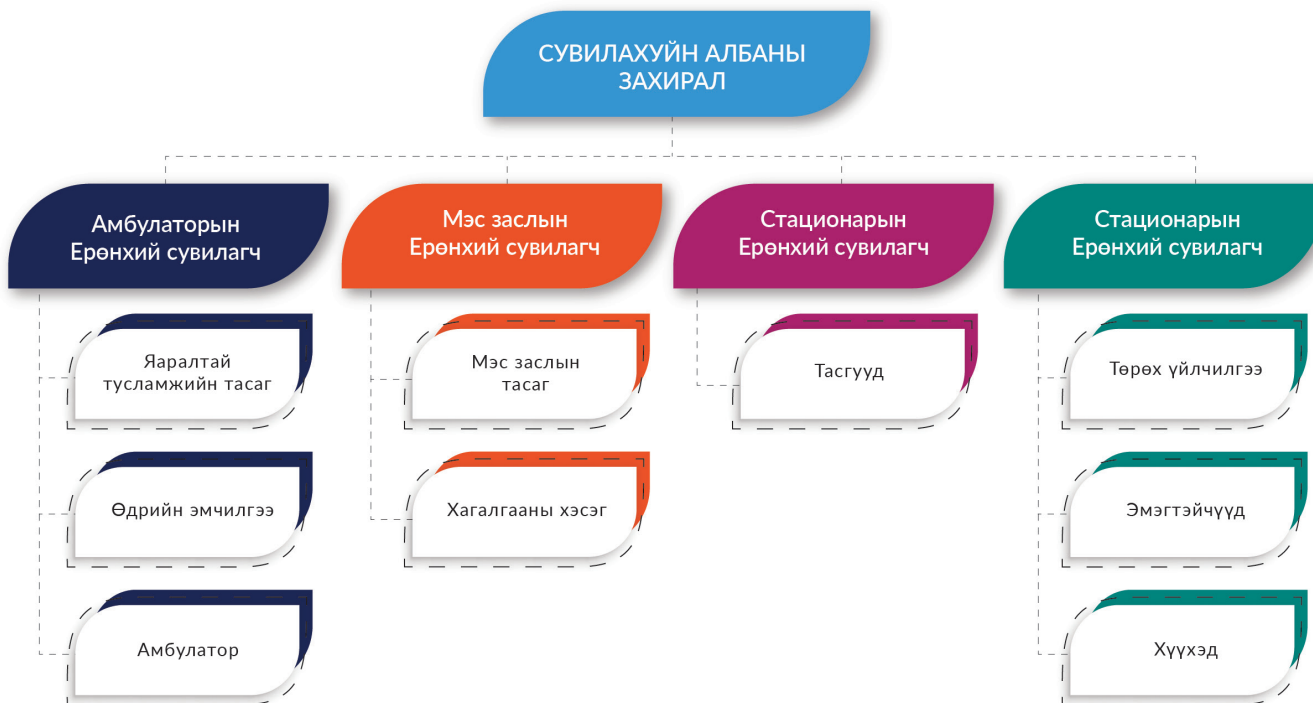 СУВИЛАХУЙН АЛБАНЫ
ЗАХИРАЛ
Амбулаторын
Ерөнхий сувилагч
Мэс заслын
Ерөнхий сувилагч
Стационарын
Ерөнхий сувилагч
Стационарын
Ерөнхий сувилагч
Яаралтай
тусламжийн тасаг
Өдрийн эмчилгээ
Амбулатор
Мэс заслын
тасаг
Хагалгааны хэсэг
Тасгууд
Төрөх үйлчилгээ
Эмэгтэйчүүд
Хүүхэд